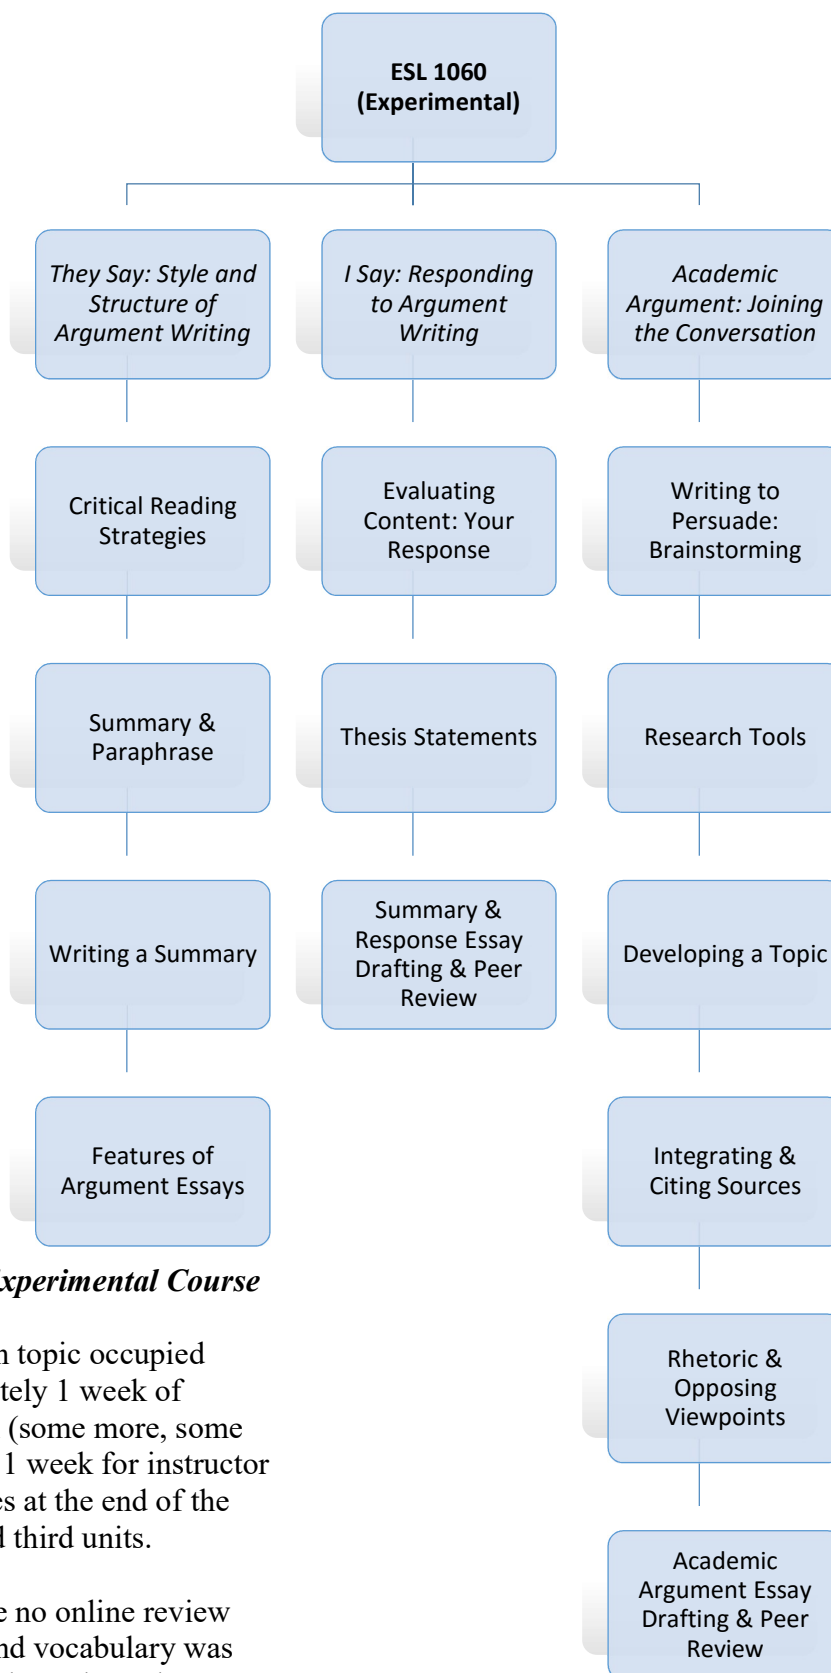 ESL 1060
(Experimental)
They Say: Style and
Structure of
Argument Writing
Critical Reading
Strategies
Summary &
Paraphrase
Writing a Summary
Features of
Argument Essays
I Say: Responding
to Argument
Writing
Evaluating
Content: Your
Response
Thesis Statements
Summary &
Response Essay
Drafting & Peer
Review
Academic
Argument: Joining
the Conversation
Writing to
Persuade:
Brainstorming
Research Tools
Developing a Topic
Integrating &
Citing Sources
Rhetoric &
Opposing
Viewpoints
Academic
Argument Essay
Drafting & Peer
Review
Experimental Course
topic occupied
tely 1 week of
(some more, some
1 week for instructor
es at the end of the
d third units.
e no online review
nd vocabulary was